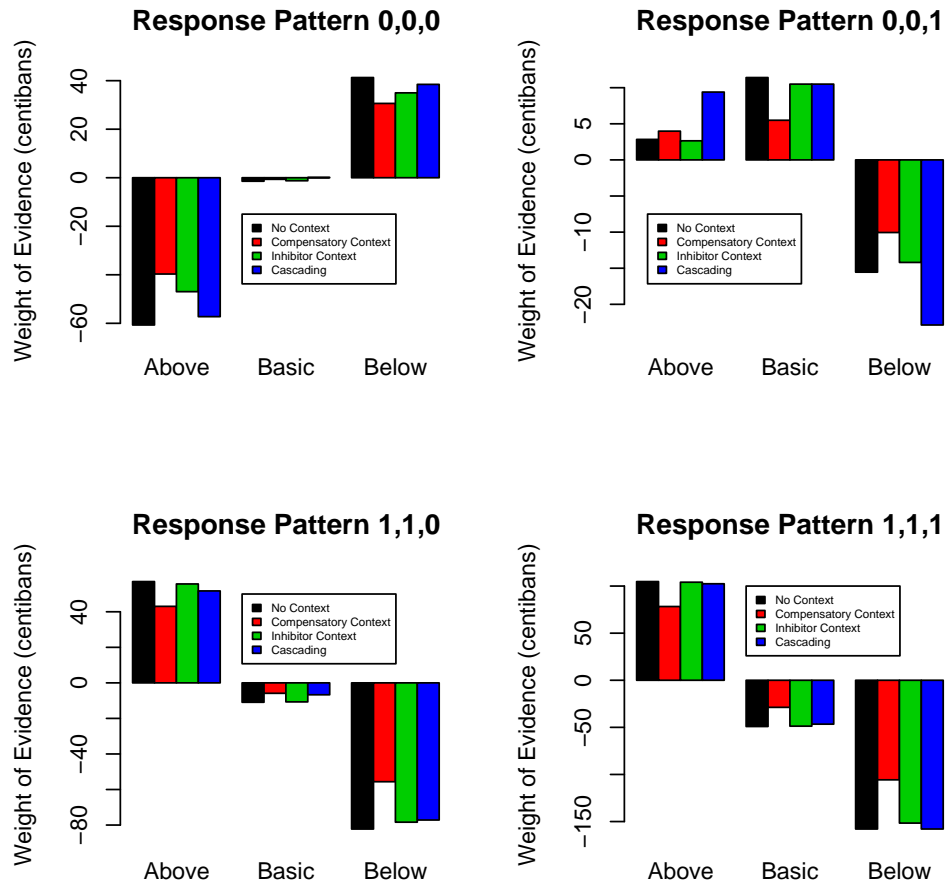 Response Pattern 0,0,0
Weight of Evidence (centibans)
40
20
0
−20
−60
No Context
Compensatory Context
Inhibitor Context
Cascading
Above Basic Below
Response Pattern 0,0,1
Weight of Evidence (centibans)
5
0
−10
−20
No Context
Compensatory Context
Inhibitor Context
Cascading
Above Basic Below
Response Pattern 1,1,0
Weight of Evidence (centibans)
40
0
−40
−80
No Context
Compensatory Context
Inhibitor Context
Cascading
Above Basic Below
Response Pattern 1,1,1
Weight of Evidence (centibans)
50
0
−50
−150
No Context
Compensatory Context
Inhibitor Context
Cascading
Above Basic Below